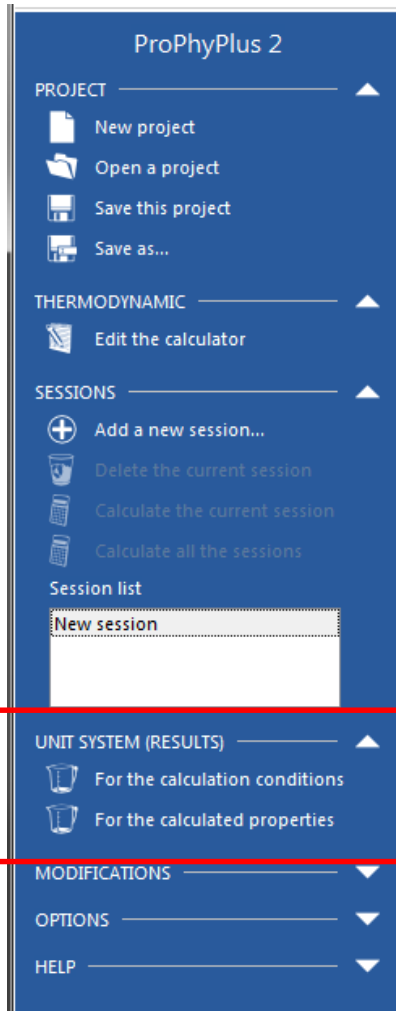 ProPhyPlus 2
PROJECT
New project
Open a project
Save this project
Save as...
THERMODYNAMIC
Edit the calculator
SESSIONS
Add a new session...
Delete the current session
Calculate the current session
Calculate all the sessions
Session list
New session
UNIT SYSTEM (RESULTS)
For the calculation conditions
For the calculated properties
MODIFICATIONS
OPTIONS
HELP